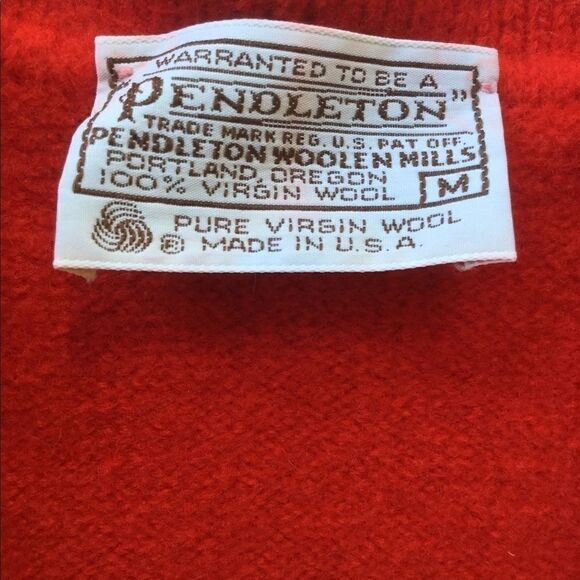 WARRANTED TO BE A
"PENDLETON"
TRADE MARK REG. U.S. PAT OFF.
PENDLETON WOOLEN MILLS
PORTLAND, OREGON
100% VIRGIN WOOL M
PURE VIRGIN WOOL
® MADE IN U.S.A.